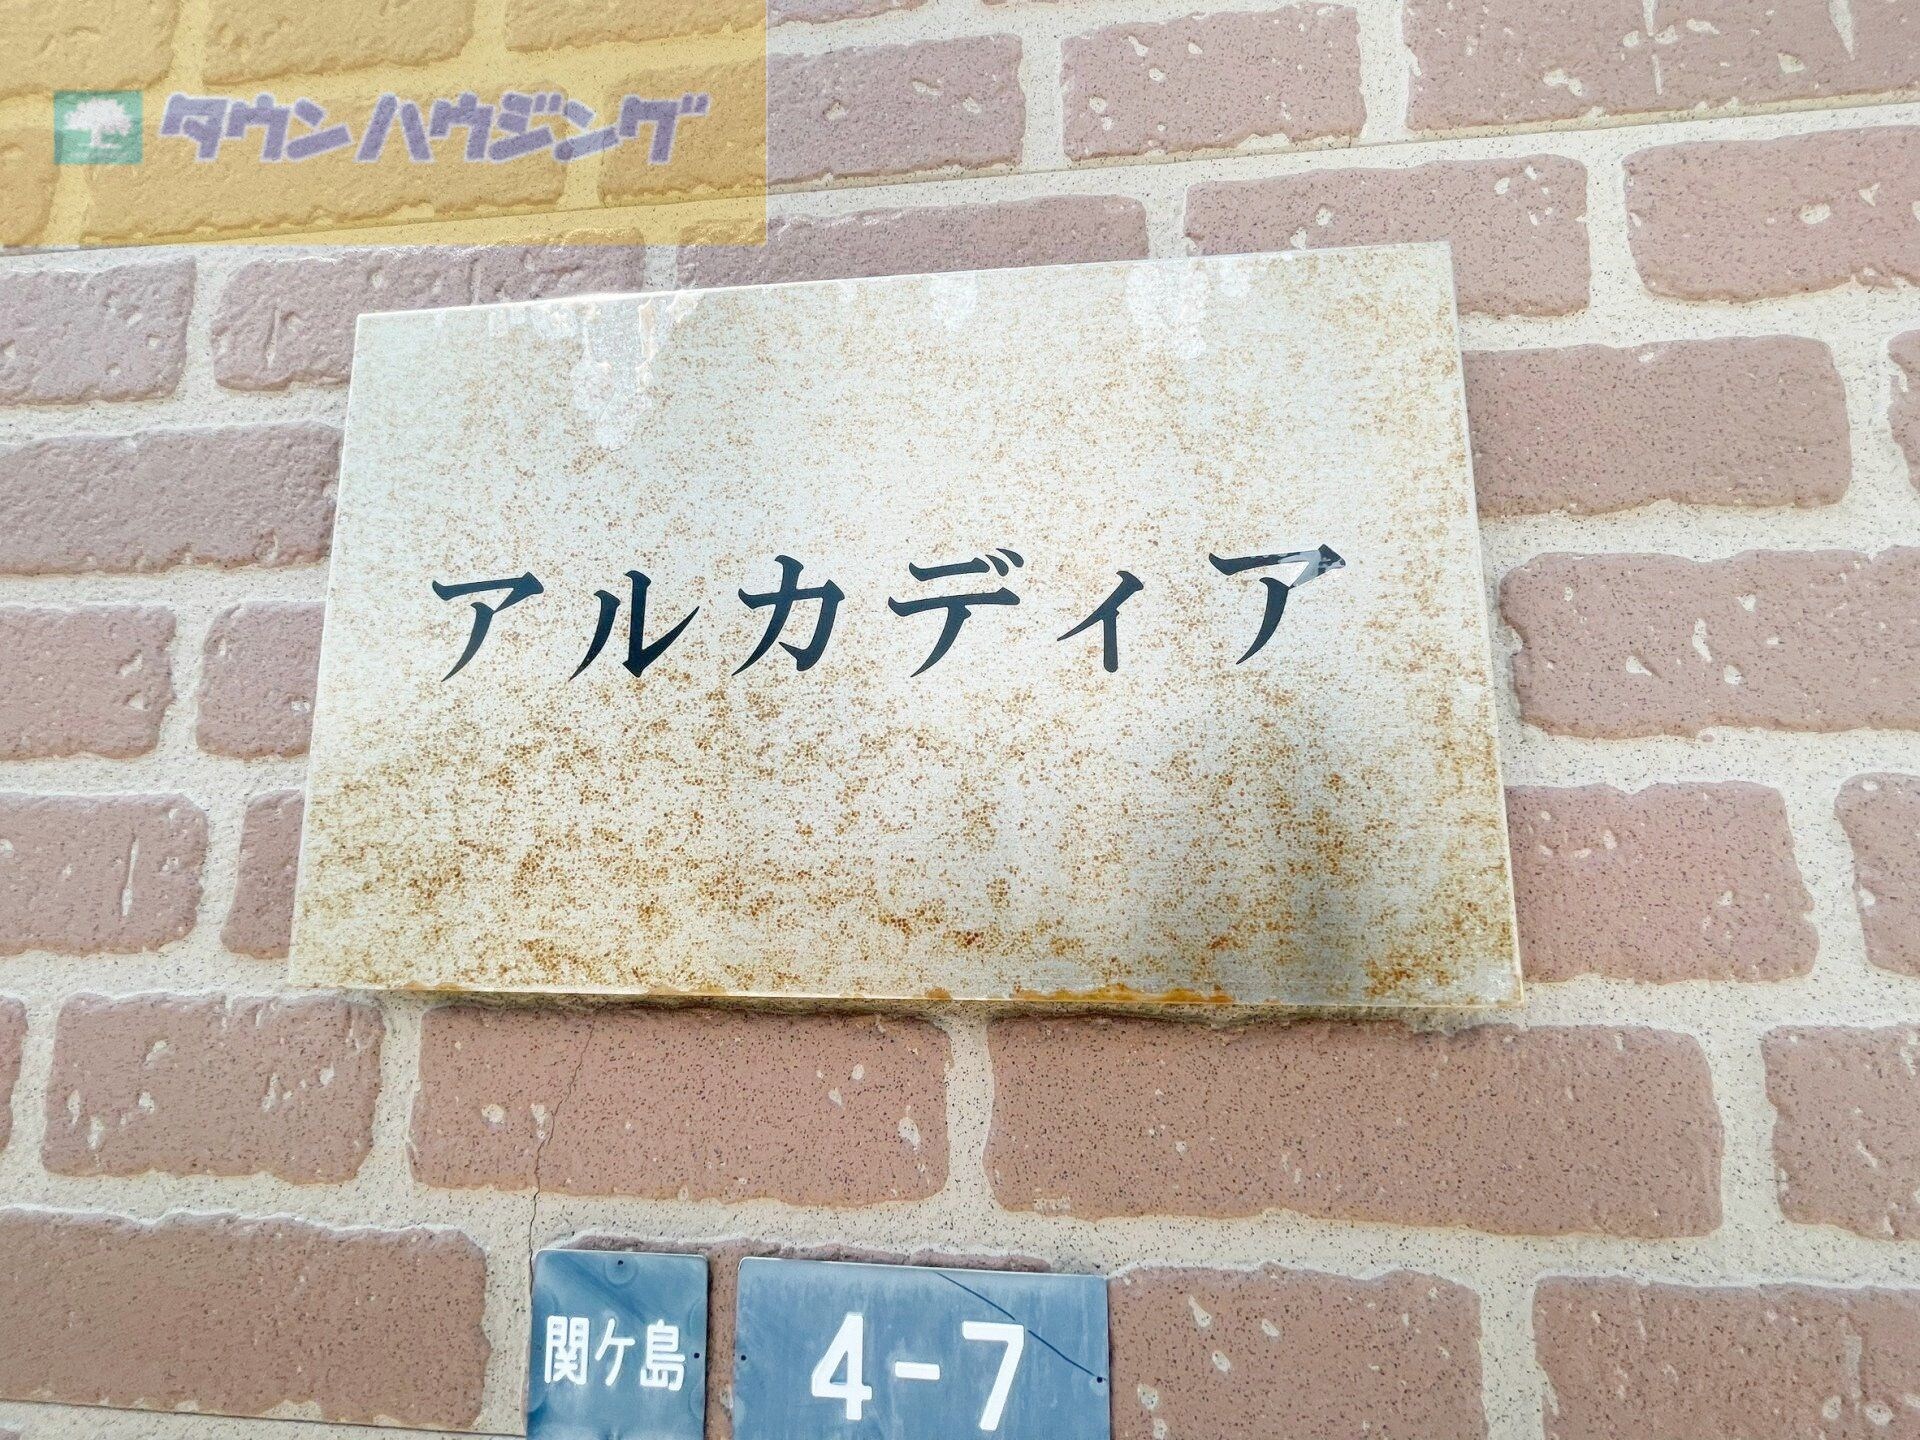 タウンハウジング
アルカディア
関ケ島
4-7